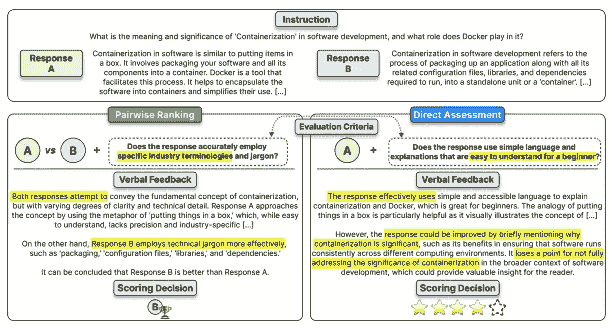 Instruction
What is the meaning and significance of 'Containerization' in software development, and what role does Docker play in it?
Response
A
Containerization in software is similar to putting items in
a box. It involves packaging your software and all its
components into a container. Docker is a tool that
facilitates this process. It helps to encapsulate the
software into containers and simplifies their use. [...]
Response
B
Containerization in software development refers to the
process of packaging up an application along with all its
related configuration files, libraries, and dependencies
required to run, into a standalone unit or a 'container'. [...]
Pairwise Ranking
Evaluation Criteria
Direct Assessment
A vs B +
Does the response accurately employ
specific industry terminologies and jargon?
Verbal Feedback
Both responses attempt to convey the fundamental concept of containerization,
but with varying degrees of clarity and technical detail. Response A approaches
the concept by using the metaphor of 'putting things in a box,' which, while easy
to understand, lacks precision and industry-specific [...]
On the other hand, Response B employs technical jargon more effectively,
such as 'packaging,' 'configuration files,' 'libraries,' and 'dependencies.'
It can be concluded that Response B is better than Response A.
Scoring Decision
B
A +
Does the response use simple language and
explanations that are easy to understand for a beginner?
Verbal Feedback
The response effectively uses simple and accessible language to explain
containerization and Docker, which is great for beginners. The analogy of putting
things in a box is particularly helpful as it visually illustrates the concept of [...]
However, the response could be improved by briefly mentioning why
containerization is significant, such as its benefits in ensuring that software runs
consistently across different computing environments. It loses a point for not fully
addressing the significance of containerization in the broader context of software
development, which could provide valuable insight for the reader.
Scoring Decision